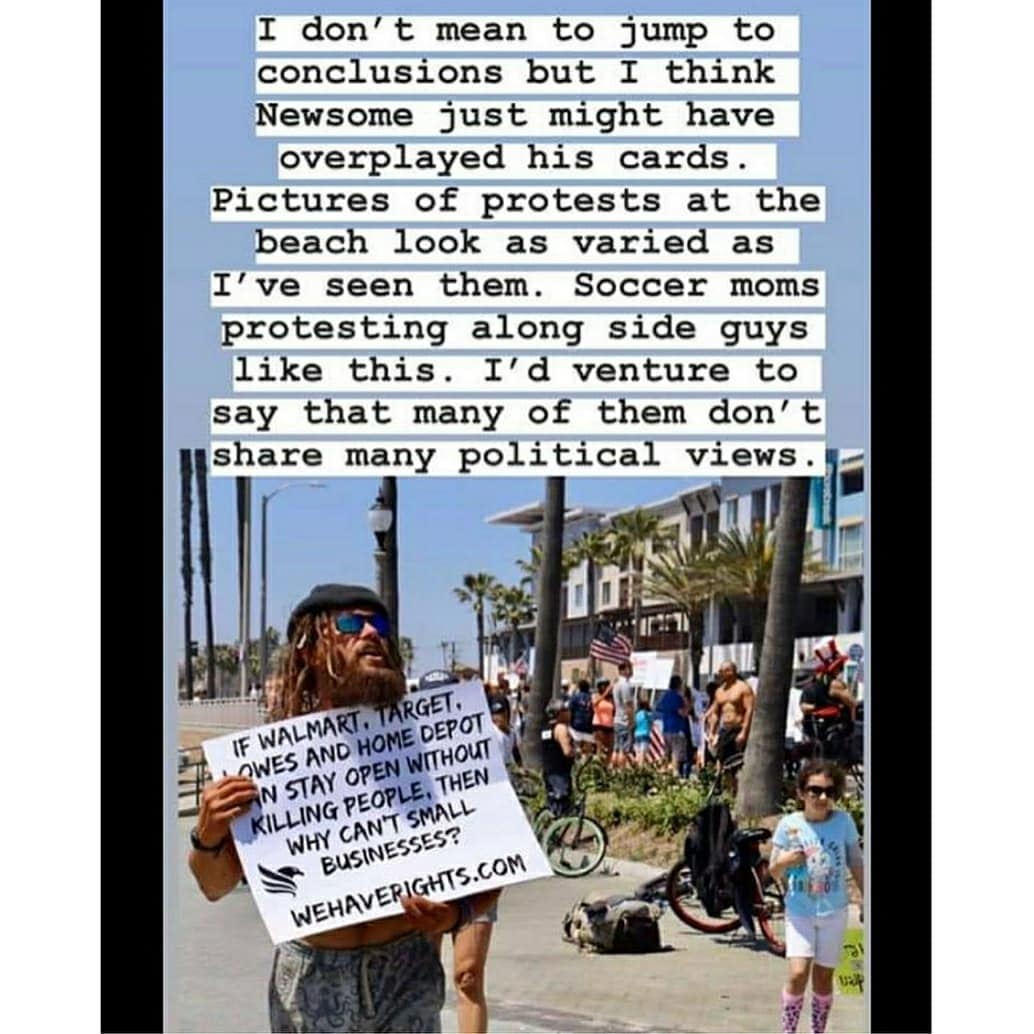 I don't mean to jump to
conclusions but I think
Newsome just might have
overplayed his cards.
Pictures of protests at the
beach look as varied as
I've seen them. Soccer moms
protesting along side guys
like this. I'd venture to
say that many of them don't
share many political views.
IF WALMART, TARGET,
OWES AND HOME DEPOT
N STAY OPEN WITHOUT
KILLING PEOPLE, THEN
WHY CAN'T SMALL
BUSINESSES?
WEHAVERIGHTS.COM